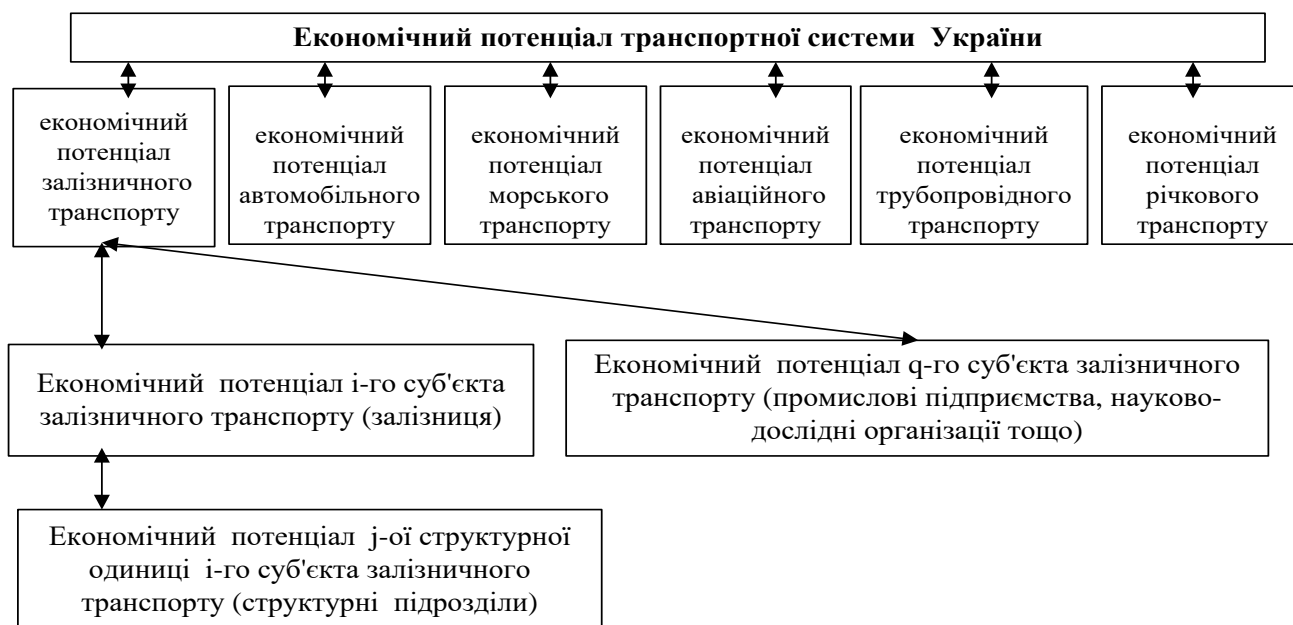 Економічний потенціал транспортної системи України
економічний
потенціал
залізничного
транспорту
економічний
потенціал
автомобільного
транспорту
економічний
потенціал
морського
транспорту
економічний
потенціал
авіаційного
транспорту
економічний
потенціал
трубопровідного
транспорту
економічний
потенціал
річкового
транспорту
Економічний потенціал і-го суб'єкта
залізничного транспорту (залізниця)
Економічний потенціал q-го суб'єкта залізничного
транспорту (промислові підприємства, науково-
дослідні організації тощо)
Економічний потенціал j-ої структурної
одиниці і-го суб'єкта залізничного
транспорту (структурні підрозділи)